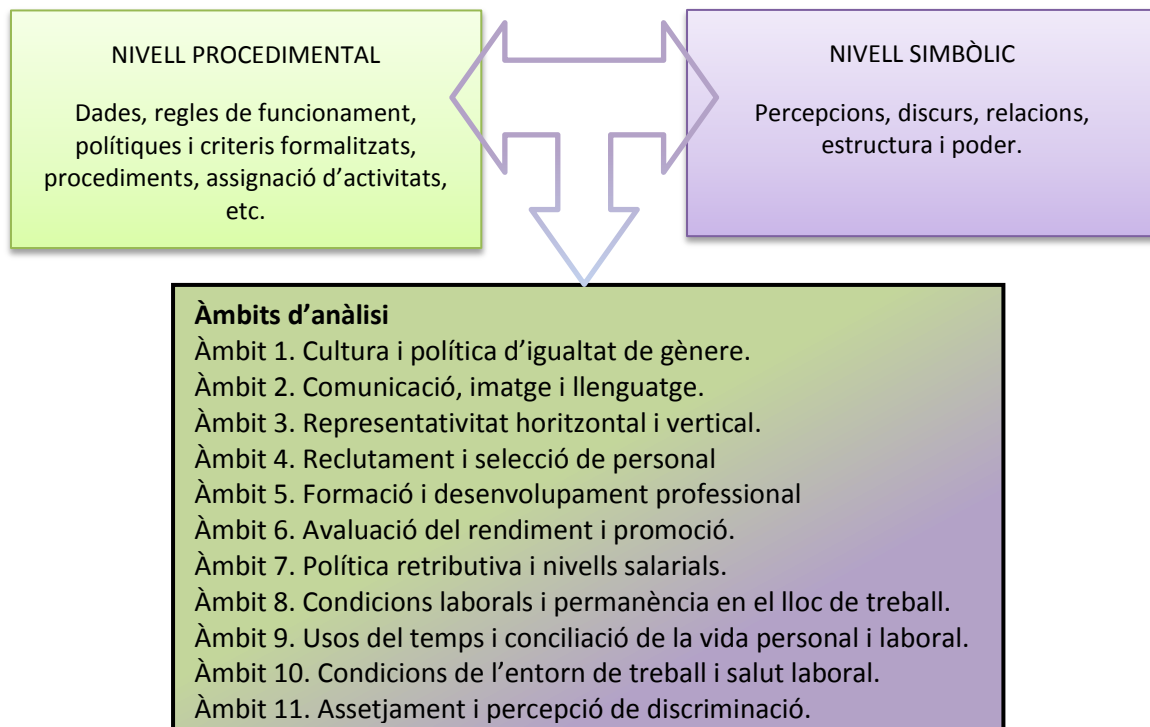 NIVELL PROCEDIMENTAL
Dades, regles de funcionament,
polítiques i criteris formalitzats,
procediments, assignació d’activitats,
etc.
NIVELL SIMBÒLIC
Percepcions, discurs, relacions,
estructura i poder.
Àmbits d’anàlisi
Àmbit 1. Cultura i política d’igualtat de gènere.
Àmbit 2. Comunicació, imatge i llenguatge.
Àmbit 3. Representativitat horitzontal i vertical.
Àmbit 4. Reclutament i selecció de personal
Àmbit 5. Formació i desenvolupament professional
Àmbit 6. Avaluació del rendiment i promoció.
Àmbit 7. Política retributiva i nivells salarials.
Àmbit 8. Condicions laborals i permanència en el lloc de treball.
Àmbit 9. Usos del temps i conciliació de la vida personal i laboral.
Àmbit 10. Condicions de l’entorn de treball i salut laboral.
Àmbit 11. Assetjament i percepció de discriminació.